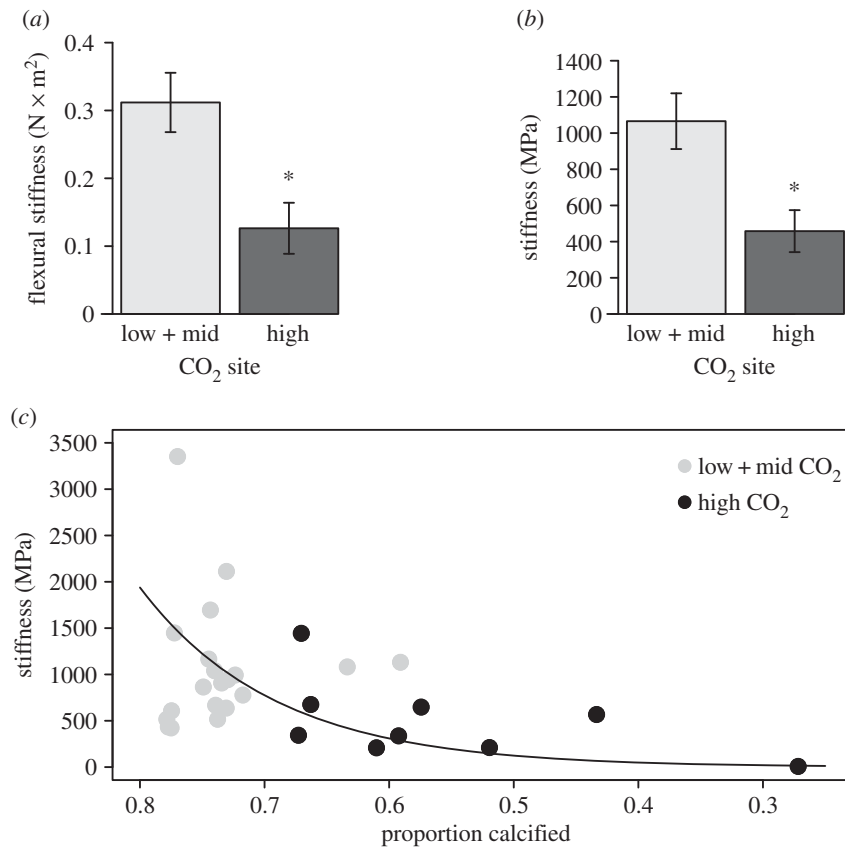 (a)
0.4
0.3
0.2
0.1
0
flexural stiffness (N × m²)
*
low + mid high
CO₂ site
(b)
1400
1200
1000
800
600
400
200
0
stiffness (MPa)
*
low + mid high
CO₂ site
(c)
3500
3000
2500
2000
1500
1000
500
0
stiffness (MPa)
low + mid CO₂
high CO₂
0.8 0.7 0.6 0.5 0.4 0.3
proportion calcified